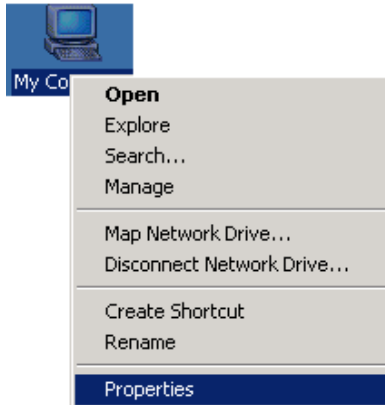 My Co
Open
Explore
Search...
Manage
Map Network Drive...
Disconnect Network Drive...
Create Shortcut
Rename
Properties